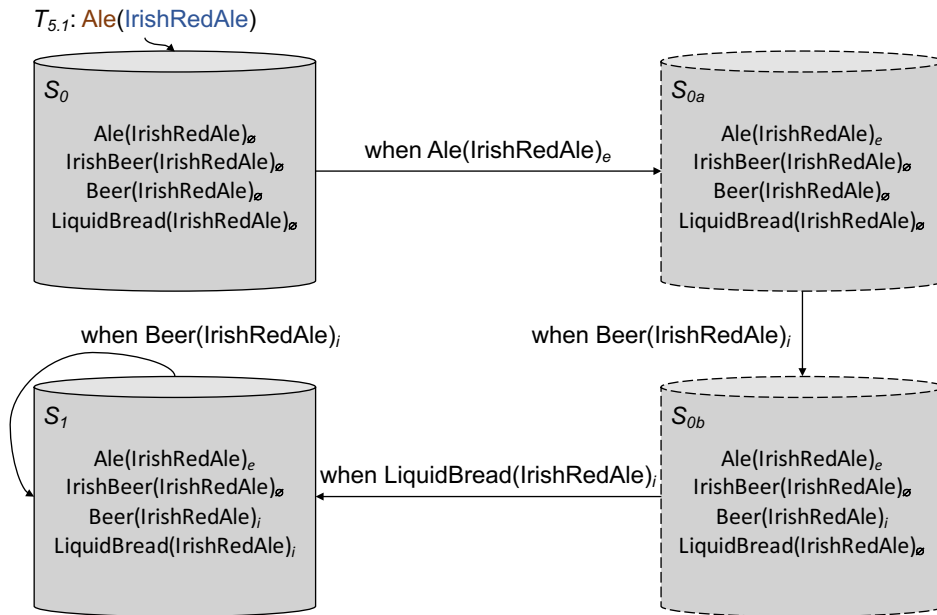 T5.1: Ale(IrishRedAle)
S0
Ale(IrishRedAle)ø
IrishBeer(IrishRedAle)ø
Beer(IrishRedAle)ø
LiquidBread(IrishRedAle)ø
when Ale(IrishRedAle)e
S0a
Ale(IrishRedAle)e
IrishBeer(IrishRedAle)ø
Beer(IrishRedAle)ø
LiquidBread(IrishRedAle)ø
when Beer(IrishRedAle)i
when Beer(IrishRedAle)i
S1
Ale(IrishRedAle)e
IrishBeer(IrishRedAle)ø
Beer(IrishRedAle)i
LiquidBread(IrishRedAle)i
when LiquidBread(IrishRedAle)i
S0b
Ale(IrishRedAle)e
IrishBeer(IrishRedAle)ø
Beer(IrishRedAle)i
LiquidBread(IrishRedAle)ø